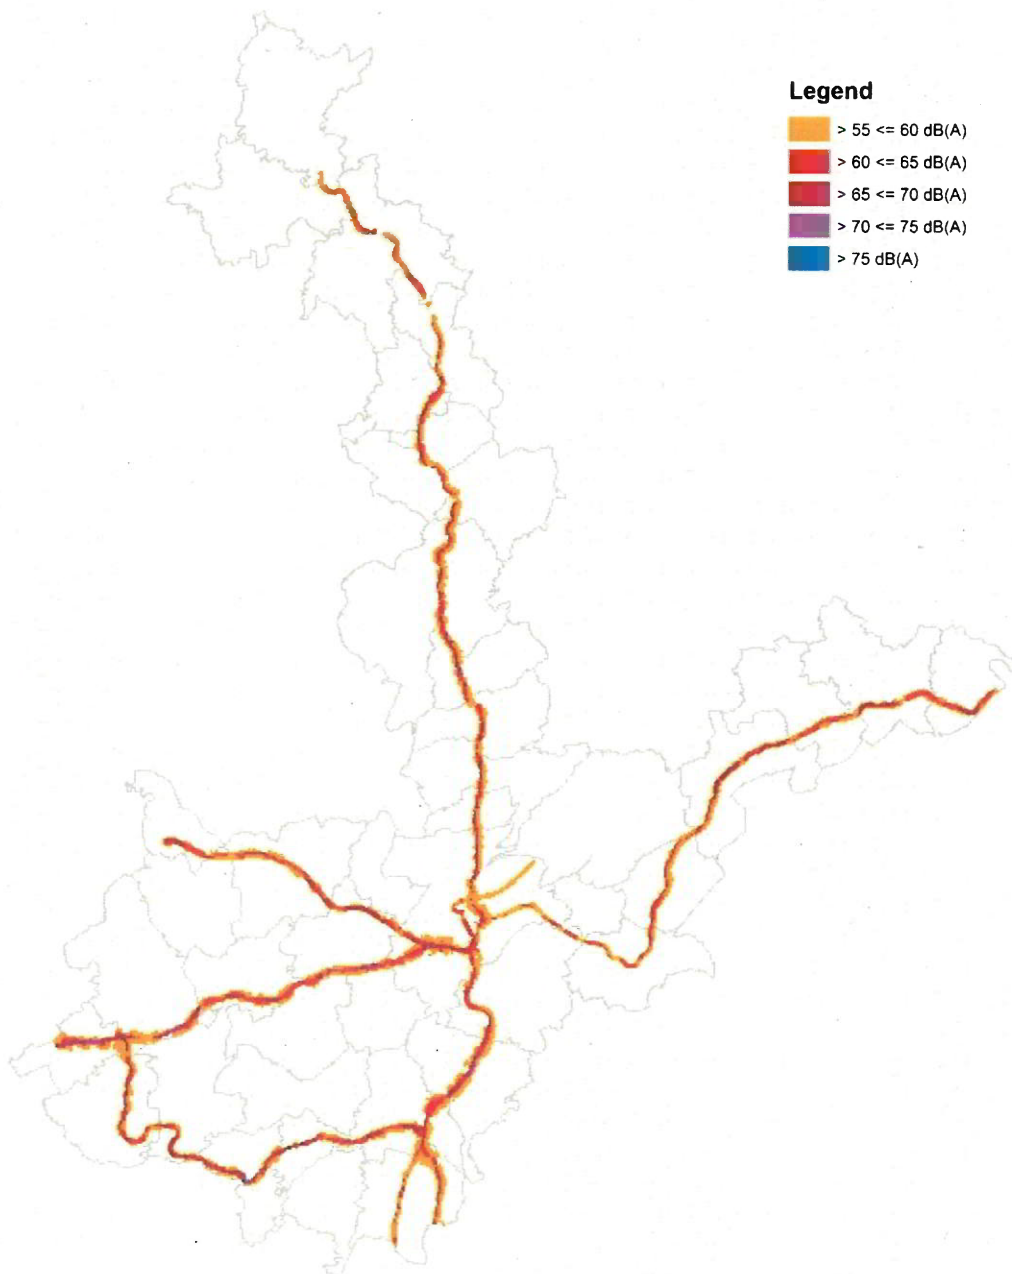 Legend
> 55 <= 60 dB(A)
> 60 <= 65 dB(A)
> 65 <= 70 dB(A)
> 70 <= 75 dB(A)
> 75 dB(A)